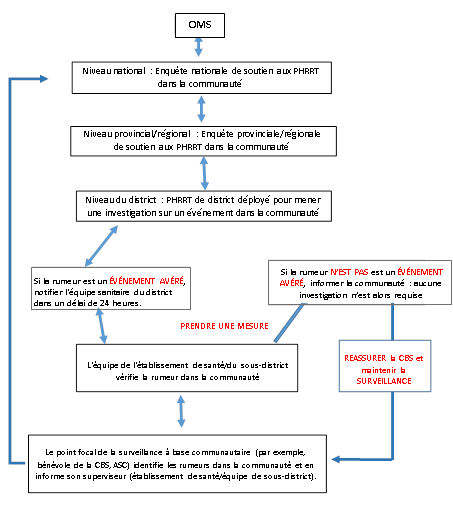 OMS
Niveau national : Enquête nationale de soutien aux PHRRT
dans la communauté
Niveau provincial/régional : Enquête provinciale/régionale
de soutien aux PHRRT dans la communauté
Niveau du district : PHRRT de district déployé pour mener
une investigation sur un événement dans la communauté
Si la rumeur est un ÉVÉNEMENT AVÉRÉ,
notifier l'équipe sanitaire du district
dans un délai de 24 heures.
Si la rumeur N'EST PAS est un ÉVÉNEMENT
AVÉRÉ, informer la communauté : aucune
investigation n'est alors requise
PRENDRE UNE MESURE
L'équipe de l'établissement de santé/du sous-district
vérifie la rumeur dans la communauté
REASSURER la CBS et
maintenir la
SURVEILLANCE
Le point focal de la surveillance à base communautaire (par exemple,
bénévole de la CBS, ASC) identifie les rumeurs dans la communauté et en
informe son superviseur (établissement de santé/équipe de sous-district).